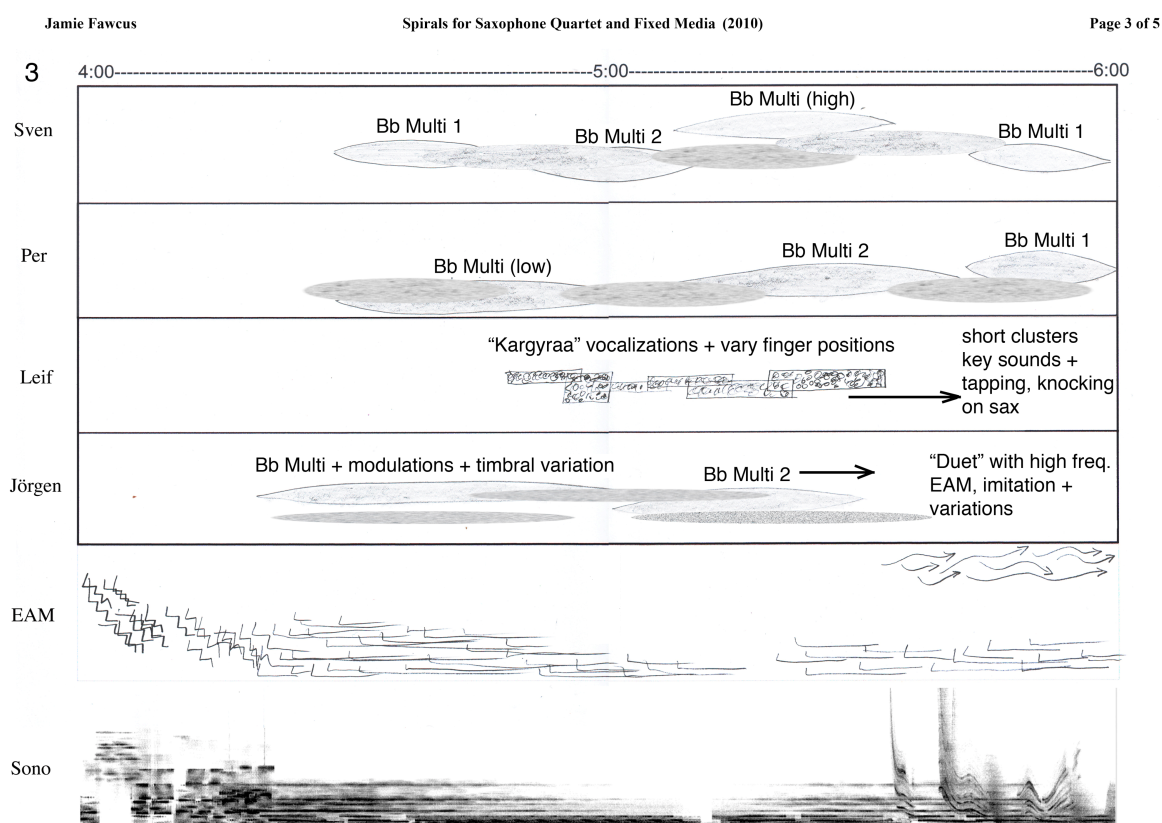 Jamie Fawcus
Spirals for Saxophone Quartet and Fixed Media (2010)
Page 3 of 5
3
4:00
5:00
6:00
Sven
Bb Multi 1
Bb Multi 2
Bb Multi (high)
Bb Multi 1
Per
Bb Multi (low)
Bb Multi 2
Bb Multi 1
Leif
“Kargyraa” vocalizations + vary finger positions
short clusters
key sounds +
tapping, knocking
on sax
Jörgen
Bb Multi + modulations + timbral variation
Bb Multi 2
“Duet” with high freq.
EAM, imitation +
variations
EAM
Sono